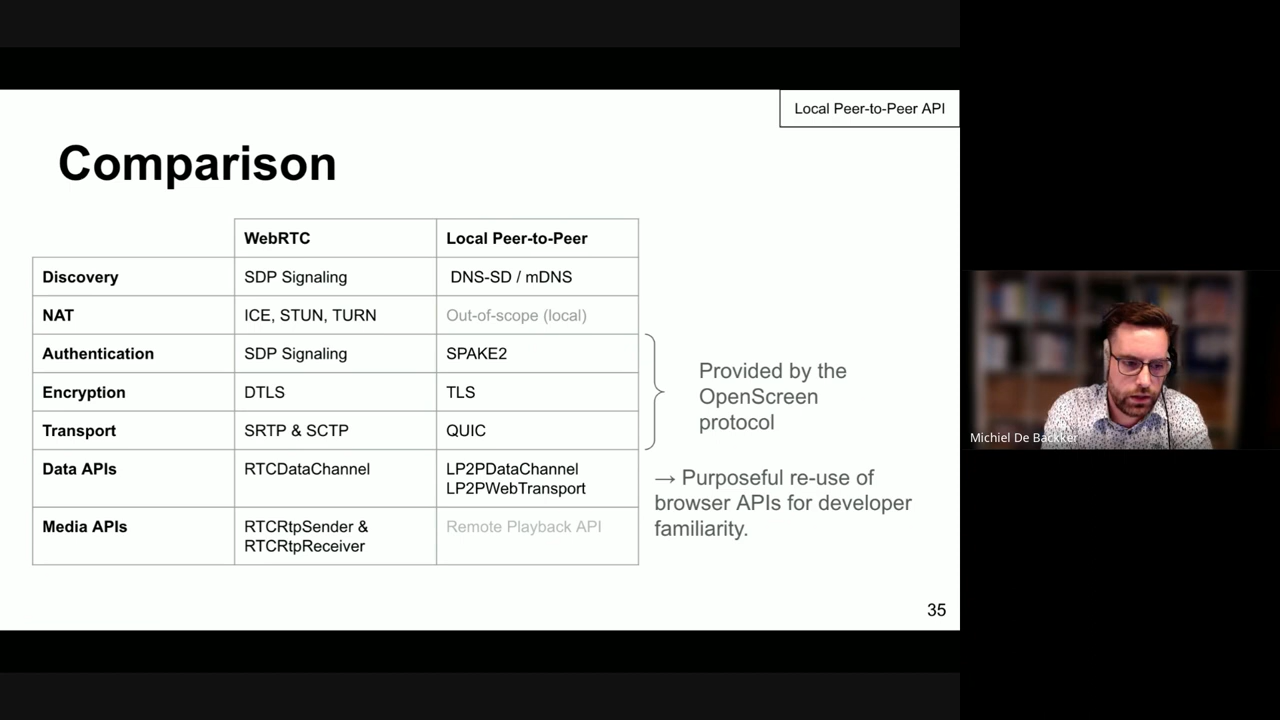 Local Peer-to-Peer API
Comparison
WebRTC Local Peer-to-Peer
Discovery SDP Signaling DNS-SD / mDNS
NAT ICE, STUN, TURN Out-of-scope (local)
Authentication SDP Signaling SPAKE2
Encryption DTLS TLS
Transport SRTP & SCTP QUIC
Data APIs RTCDataChannel LP2PDataChannel
LP2PWebTransport
Media APIs RTCRtpSender & Remote Playback API
RTCRtpReceiver
Provided by the
OpenScreen
protocol
→ Purposeful re-use of
browser APIs for developer
familiarity.
35
Michiel De Backker